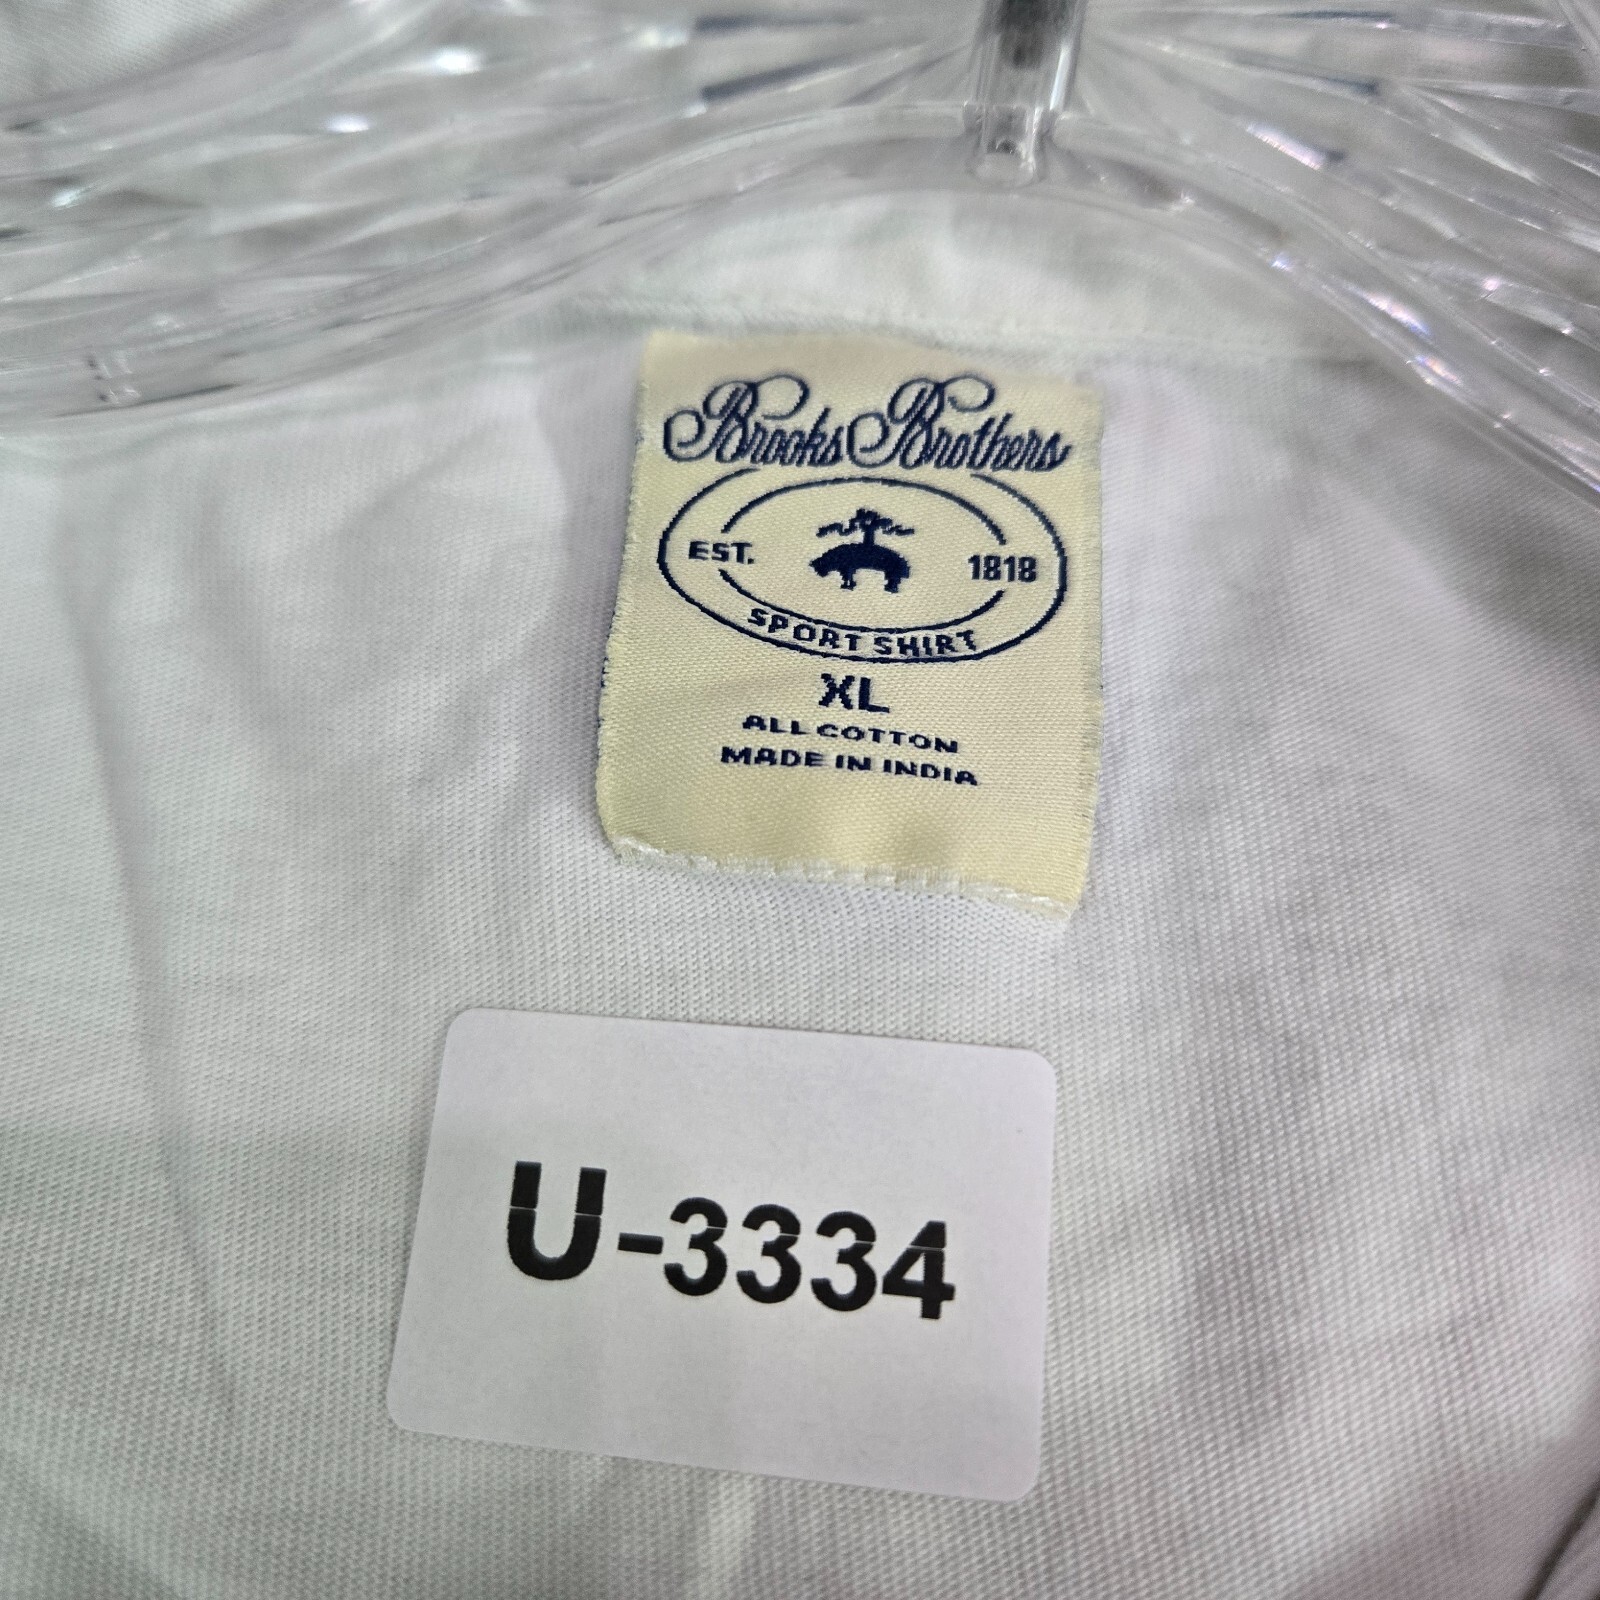 Brooks Brothers
EST. 1818
SPORT SHIRT
XL
ALL COTTON
MADE IN INDIA
U-3334